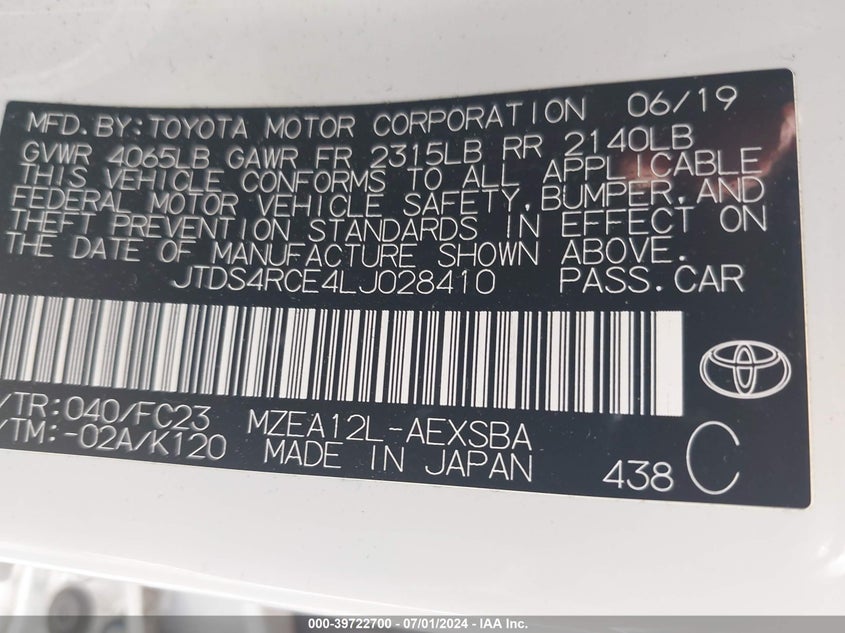 MFD.BY:TOYOTA MOTOR CORPORATION 06/19
GVWR 4065LB GAWR FR 2315LB RR 2140LB
THIS VEHICLE CONFORMS TO ALL APPLICABLE
FEDERAL MOTOR VEHICLE SAFETY, BUMPER, AND
THEFT PREVENTION STANDARDS IN EFFECT ON
THE DATE OF MANUFACTURE SHOWN ABOVE.
JTDS4RCE4LJ028410 PASS.CAR
/TR:040/FC23 MZEA12L-AEXSBA
/TM:-02A/K120 MADE IN JAPAN
438 C
000-39722700 - 07/01/2024 - IAA Inc.